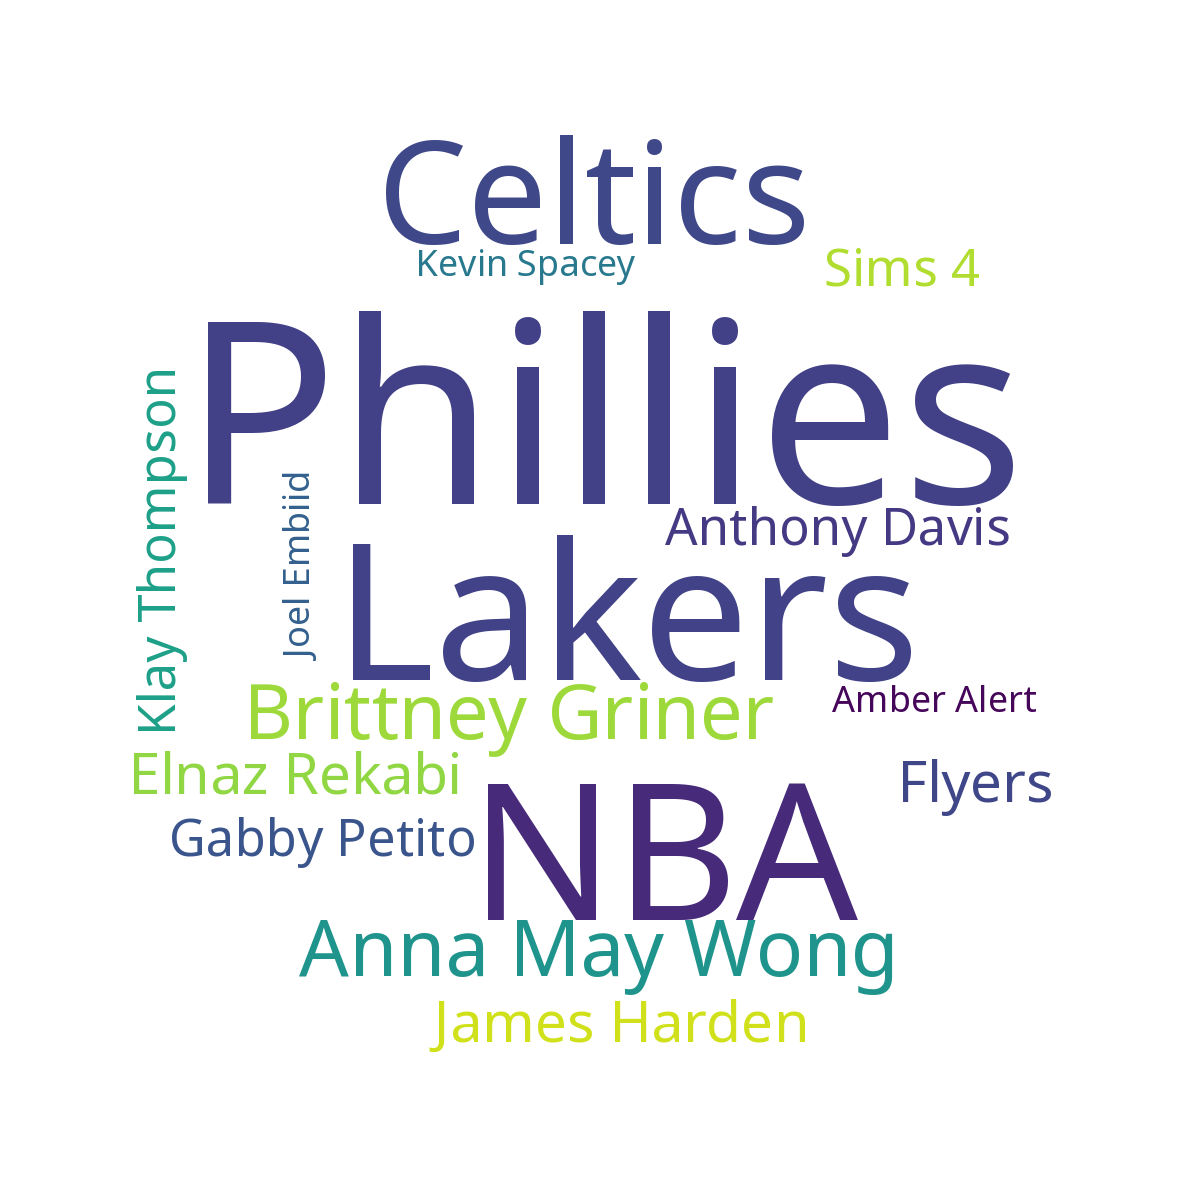 Celtics
Kevin Spacey
Sims 4
Phillies
Klay Thompson
Joel Embiid
Anthony Davis
Lakers
Brittney Griner
Amber Alert
Elnaz Rekabi
Flyers
Gabby Petito
NBA
Anna May Wong
James Harden